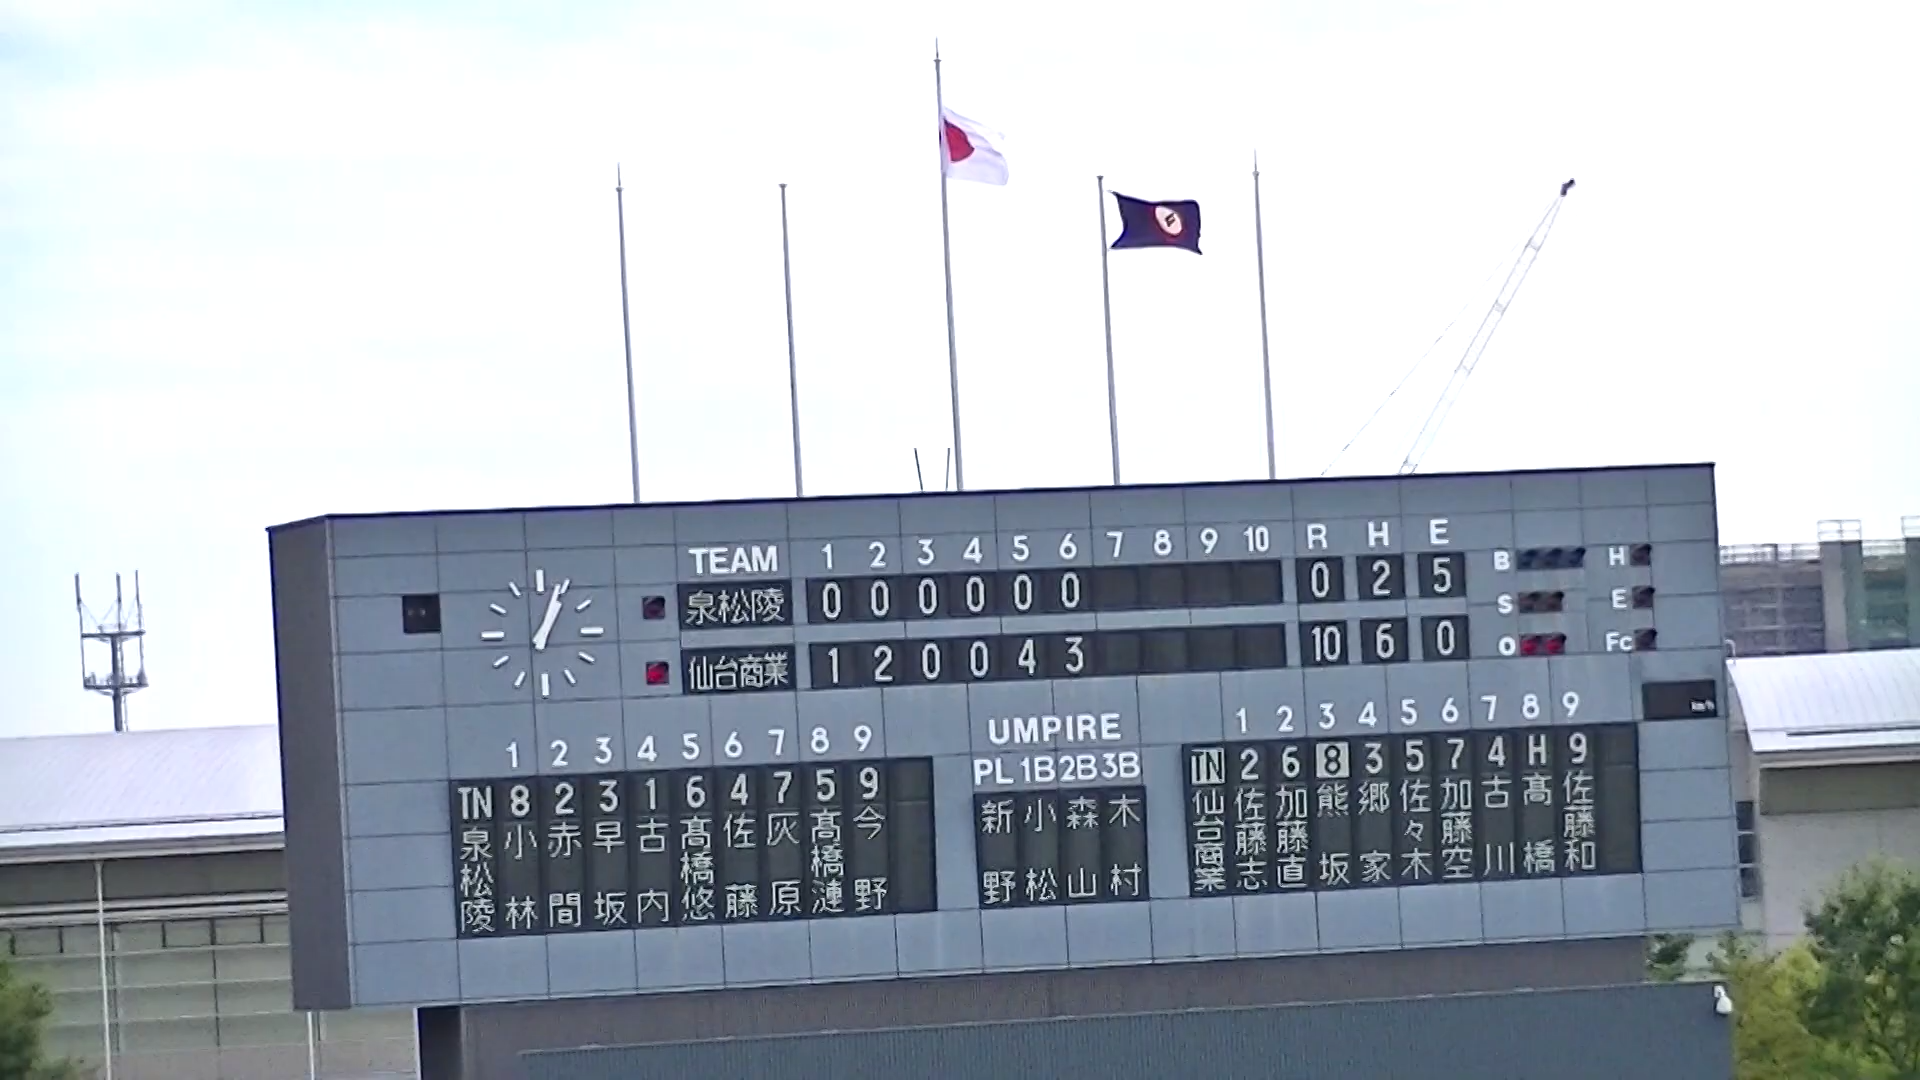 TEAM 1 2 3 4 5 6 7 8 9 10 R H E
泉松陵 0 0 0 0 0 0 0 2 5
仙台商業 1 2 0 0 4 3 10 6 0
B H
S E
O Fc
km/h
1 2 3 4 5 6 7 8 9
TN 8 2 3 1 6 4 7 5 9
泉松陵
小林
赤間
早坂
古内
髙橋悠
佐藤
灰原
髙橋漣
今野
UMPIRE
PL 1B 2B 3B
新野
小松
森山
木村
1 2 3 4 5 6 7 8 9
TN 2 6 8 3 5 7 4 H 9
仙台商業
佐藤志
加藤直
熊坂
郷家
佐々木
加藤空
古川
髙橋
佐藤和